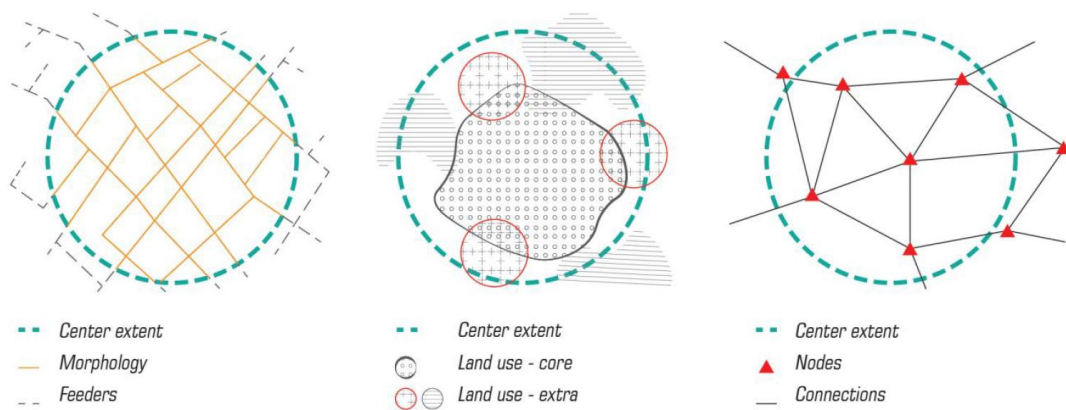 Center extent
Morphology
Feeders
Center extent
Land use - core
Land use - extra
Center extent
Nodes
Connections